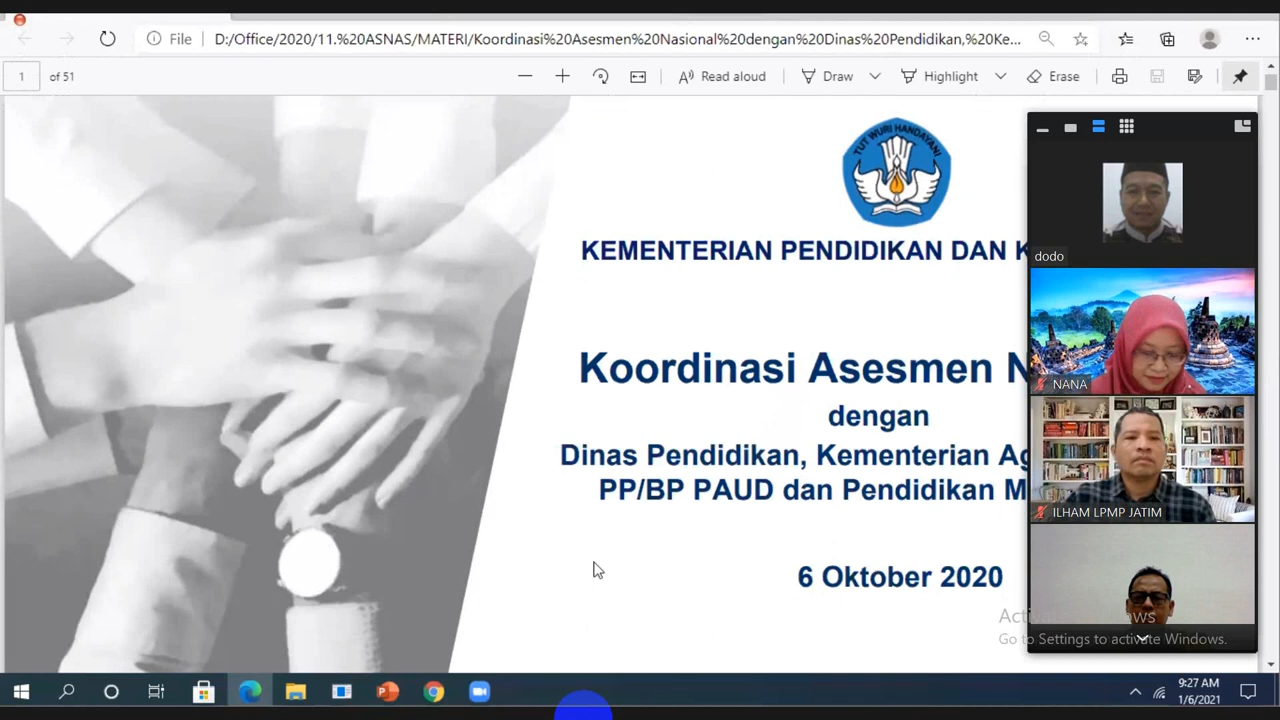 File
D:/Office/2020/11.%20ASNAS/MATERI/Koordinasi%20Asesmen%20Nasional%20dengan%20Dinas%20Pendidikan,%20Ke...
1 of 51
Read aloud
Draw
Highlight
Erase
TUT WURI HANDAYANI
KEMENTERIAN PENDIDIKAN DAN K
Koordinasi Asesmen N
dengan
Dinas Pendidikan, Kementerian Ag
PP/BP PAUD dan Pendidikan M
6 Oktober 2020
dodo
NANA
ILHAM LPMP JATIM
Go to Settings to activate Windows.
9:27 AM
1/6/2021